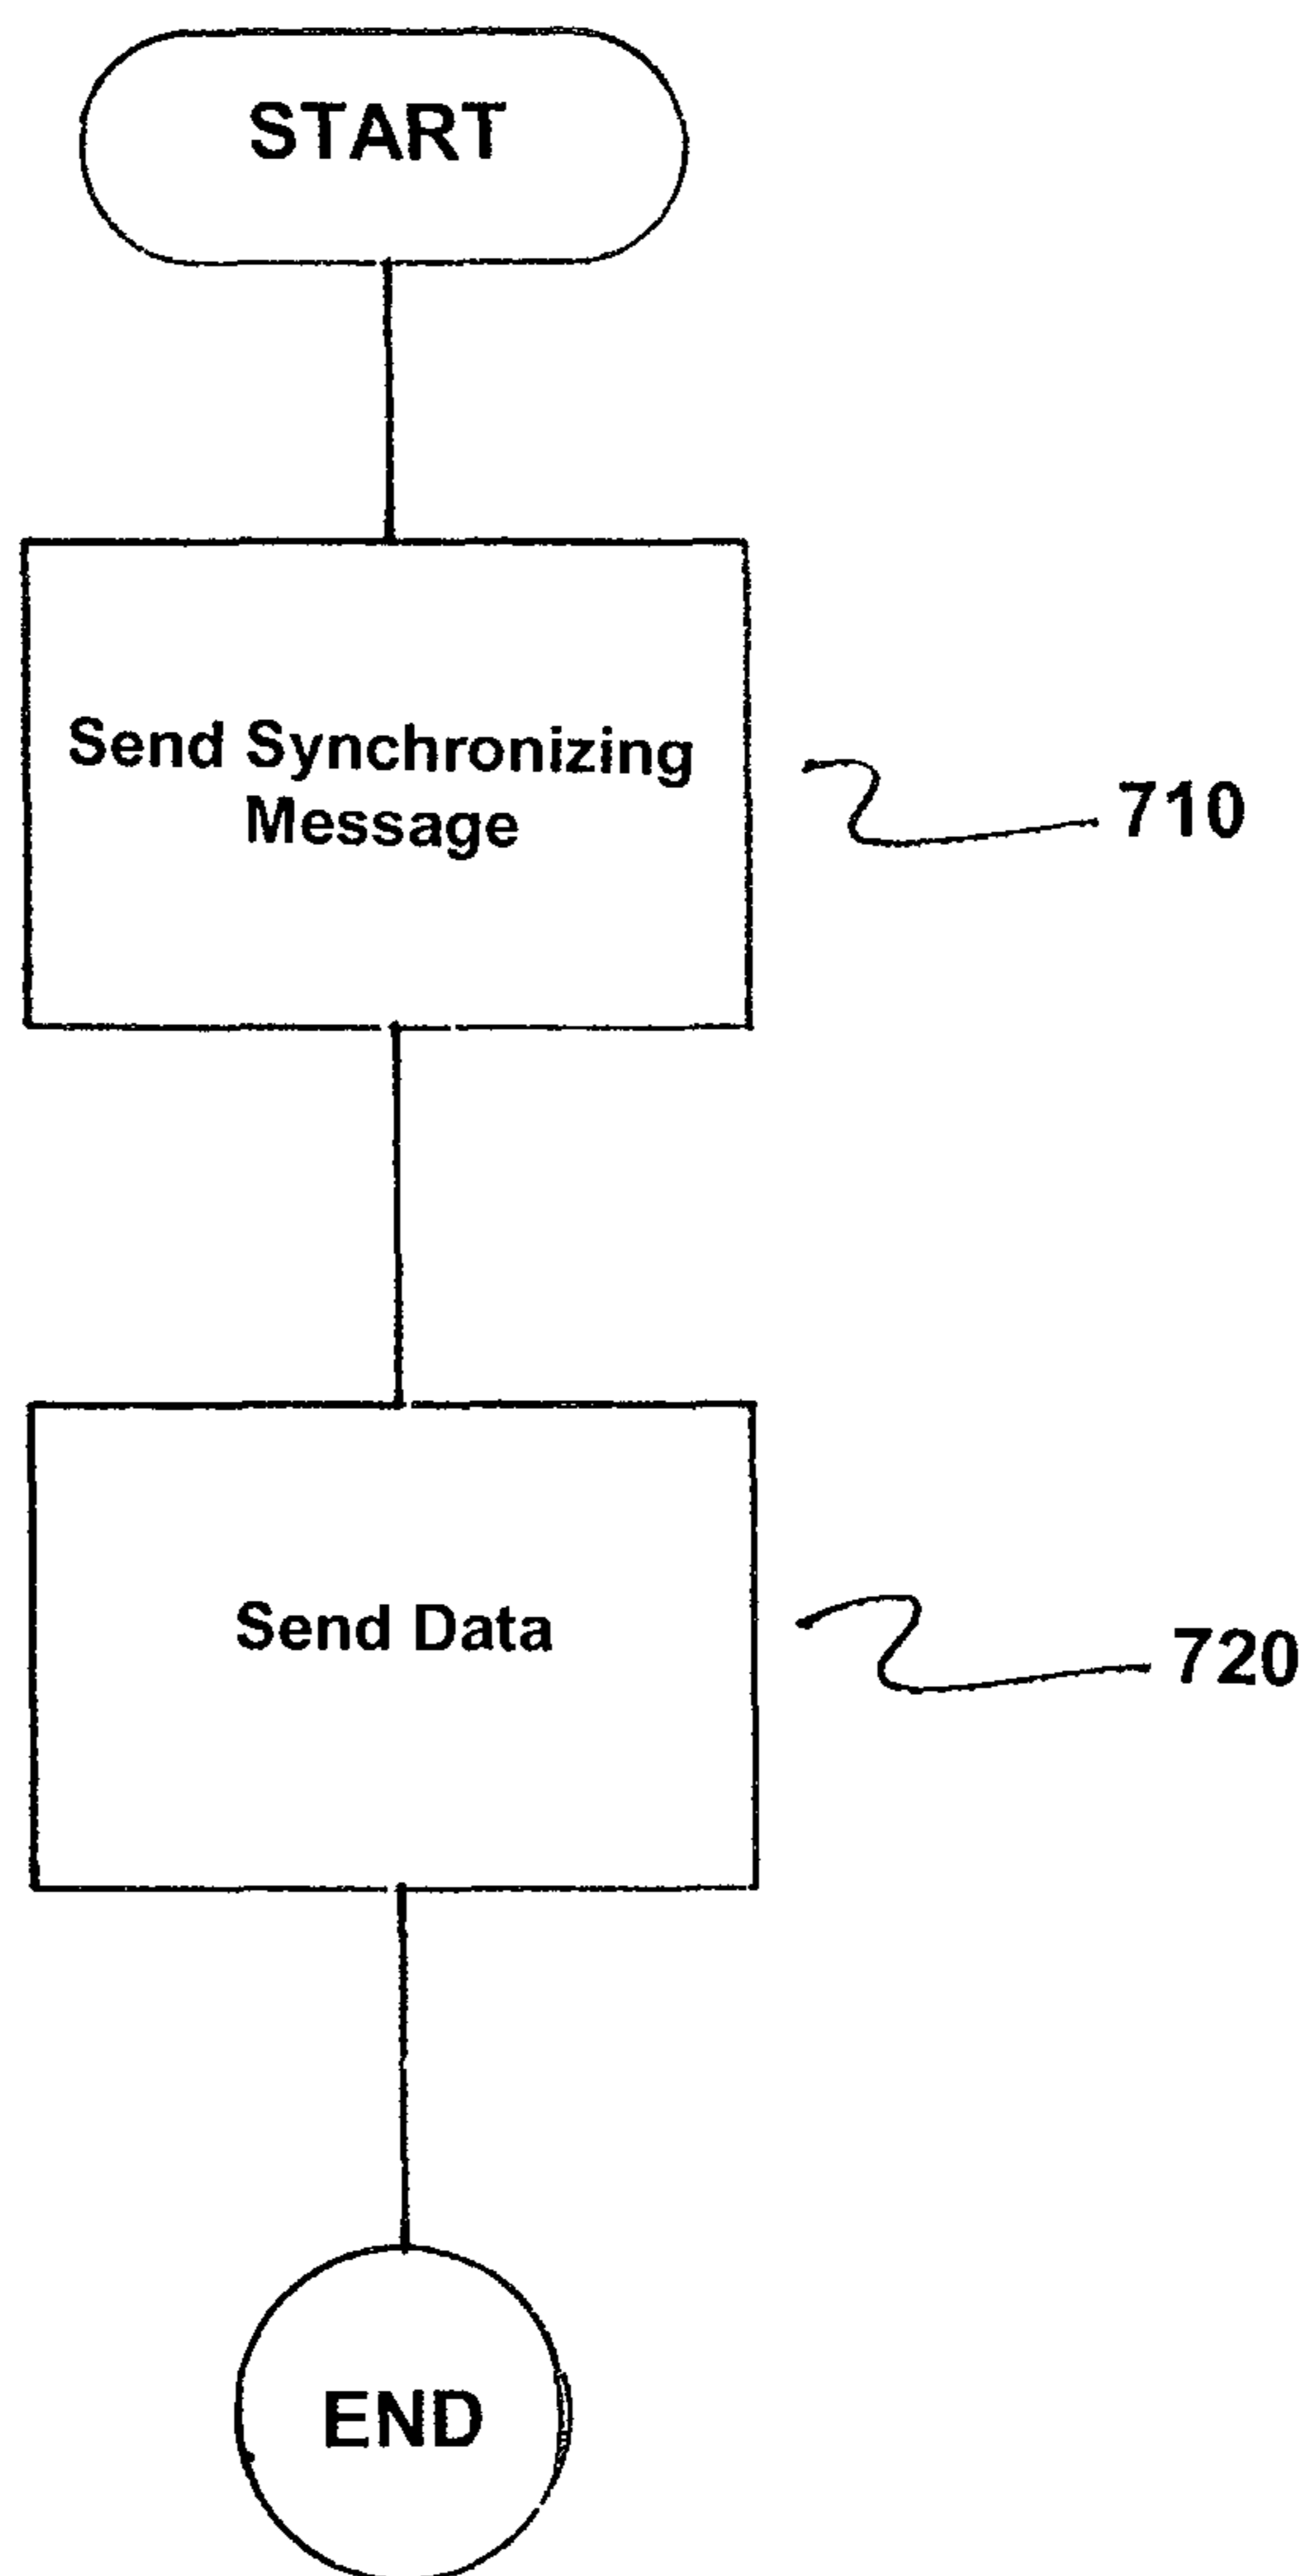 START
Send Synchronizing
Message
710
Send Data
720
END